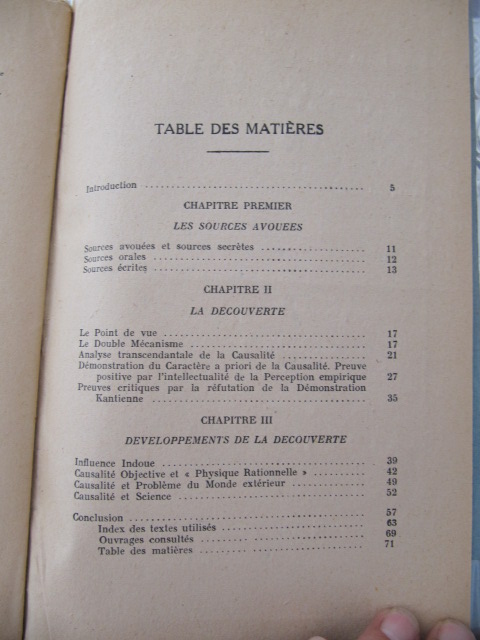 TABLE DES MATIÈRES
Introduction ........ 5
CHAPITRE PREMIER
LES SOURCES AVOUEES
Sources avouées et sources secrètes ........ 11
Sources orales ........ 12
Sources écrites ........ 13
CHAPITRE II
LA DÉCOUVERTE
Le Point de vue ........ 17
Le Double Mécanisme ........ 17
Analyse transcendantale de la Causalité ........ 21
Démonstration du Caractère a priori de la Causalité. Preuve
positive par l'intellectualité de la Perception empirique 27
Preuves critiques par la réfutation de la Démonstration
Kantienne ........ 35
CHAPITRE III
DEVELOPPEMENTS DE LA DECOUVERTE
Influence Indoue ........ 39
Causalité Objective et « Physique Rationnelle » ........ 42
Causalité et Problème du Monde extérieur ........ 49
Causalité et Science ........ 52
Conclusion ........ 57
Index des textes utilisés ........ 63
Ouvrages consultés ........ 69
Table des matières ........ 71